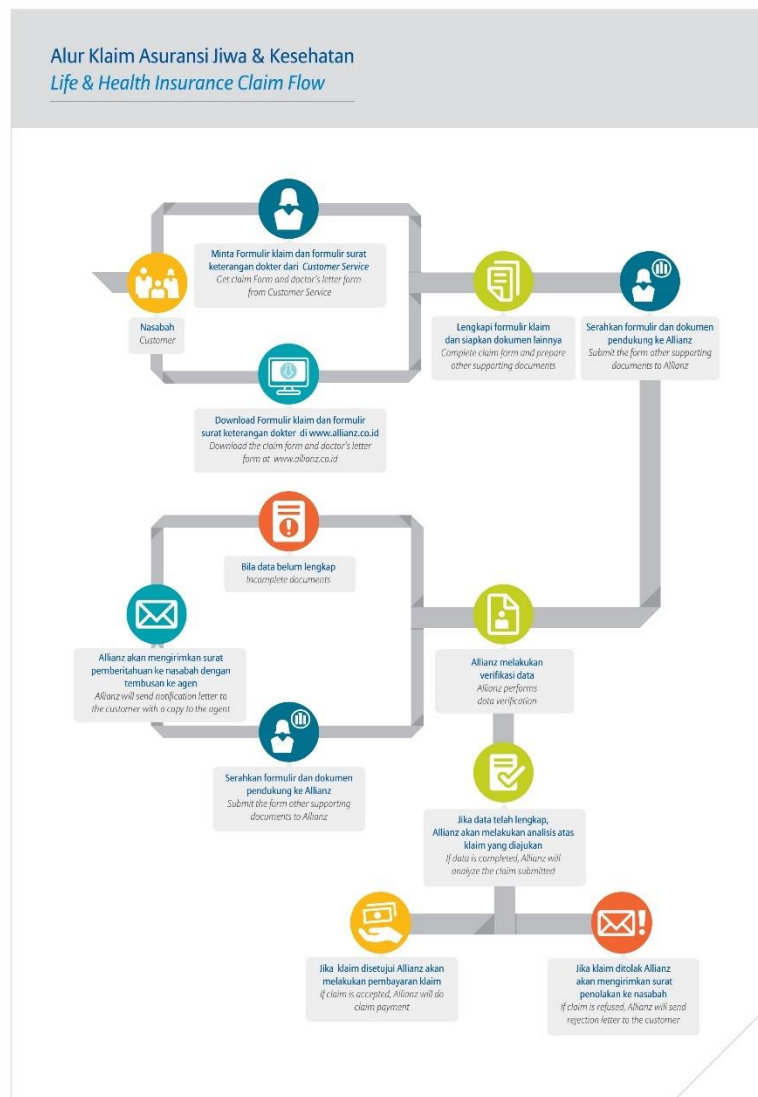 Alur Klaim Asuransi Jiwa & Kesehatan
Life & Health Insurance Claim Flow
Minta Formulir klaim dan formulir surat
keterangan dokter dari Customer Service
Get claim Form and doctor's letter form
from Customer Service
Nasabah
Customer
Lengkapi formulir klaim
dan siapkan dokumen lainnya
Complete claim form and prepare
other supporting documents
Serahkan formulir dan dokumen
pendukung ke Allianz
Submit the form other supporting
documents to Allianz
Download Formulir klaim dan formulir
surat keterangan dokter di www.allianz.co.id
Download the claim form and doctor's letter
form at www.allianz.co.id
Bila data belum lengkap
Incomplete documents
Allianz akan mengirimkan surat
pemberitahuan ke nasabah dengan
tembusan ke agen
Allianz will send notification letter to
the customer with a copy to the agent
Allianz melakukan
verifikasi data
Allianz performs
data verification
Serahkan formulir dan dokumen
pendukung ke Allianz
Submit the form other supporting
documents to Allianz
Jika data telah lengkap,
Allianz akan melakukan analisis atas
klaim yang diajukan
If data is completed, Allianz will
analyze the claim submitted
Jika klaim disetujui Allianz akan
melakukan pembayaran klaim
if claim is accepted, Allianz will do
claim payment
Jika klaim ditolak Allianz
akan mengirimkan surat
penolakan ke nasabah
If claim is refused, Allianz will send
rejection letter to the customer